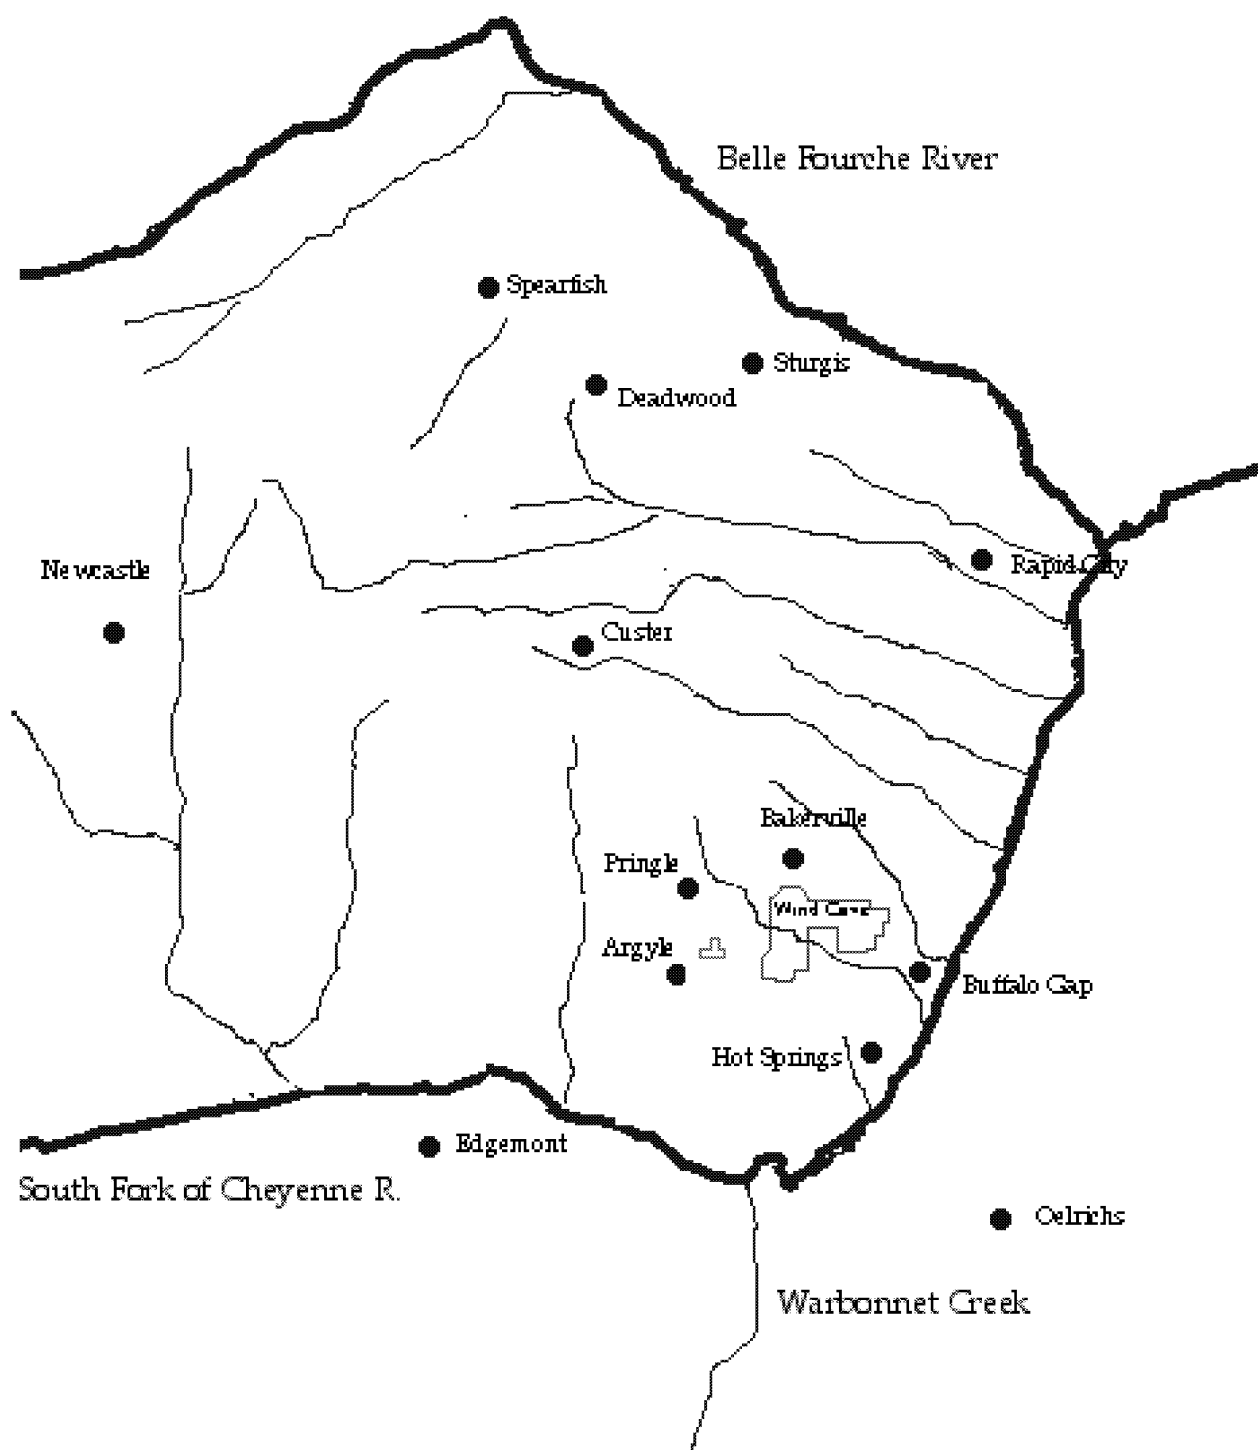 Belle Fourche River
Spearfish
Sturgis
Deadwood
Newcastle
Rapid City
Custer
Bakerville
Pringle
Wind Cave
Argyle
Buffalo Gap
Hot Springs
Edgemont
South Fork of Cheyenne R.
Oelrichs
Warbonnet Creek